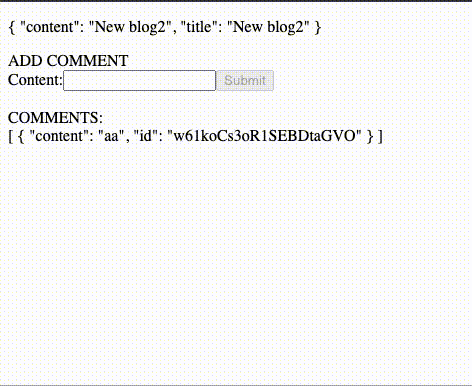 { "content": "New blog2", "title": "New blog2" }
ADD COMMENT
Content: Submit
COMMENTS:
[ { "content": "aa", "id": "w61koCs3oR1SEBDtaGVO" } ]